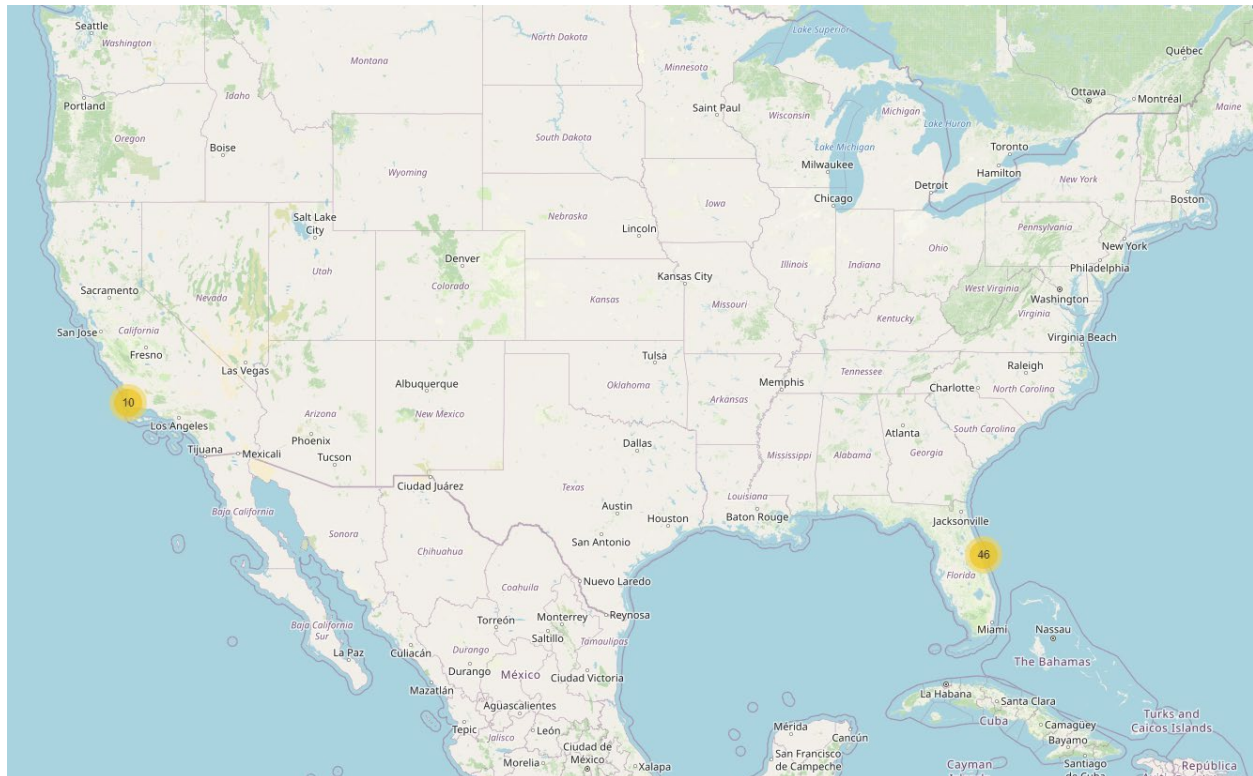 Seattle
Washington
Montana
North Dakota
Minnesota
Lake Superior
Québec
Ottawa
Montréal
Maine
Portland
Oregon
Idaho
Boise
Saint Paul
South Dakota
Wisconsin
Michigan
Lake Huron
Toronto
Hamilton
Lake Michigan
Milwaukee
Wyoming
Detroit
New York
Boston
Chicago
Iowa
Salt Lake
City
Nebraska
Lincoln
Pennsylvania
New York
Ohio
Illinois
Indiana
Utah
Denver
Colorado
Kansas City
Philadelphia
Sacramento
Nevada
Kansas
Missouri
West Virginia
Washington
Virginia
San Jose
California
Kentucky
Virginia Beach
Fresno
Las Vegas
Tulsa
Raleigh
Albuquerque
Oklahoma
Memphis
Tennessee
Charlotte
North Carolina
10
Los Angeles
Arizona
New Mexico
Arkansas
Phoenix
Tucson
Dallas
Atlanta
South Carolina
Tijuana
Mexicali
Mississippi
Alabama
Georgia
Ciudad Juárez
Texas
Louisiana
Baja California
Sonora
Austin
Houston
Baton Rouge
Jacksonville
San Antonio
Chihuahua
46
Florida
Coahuila
Nuevo Laredo
Baja California
Sur
Torreón
Monterrey
Reynosa
Saltillo
Tamaulipas
Miami
Nassau
La Paz
Culiacán
Durango
Durango
México
Ciudad Victoria
The Bahamas
Mazatlán
Aguascalientes
La Habana
Santa Clara
Cuba
Tepic
Jalisco
León
Mérida
Cancún
Camagüey
Bayamo
Turks and
Caicos Islands
Ciudad de
México
Morelia
Xalapa
San Francisco
de Campeche
Cayman
Santiago
de Cuba
República